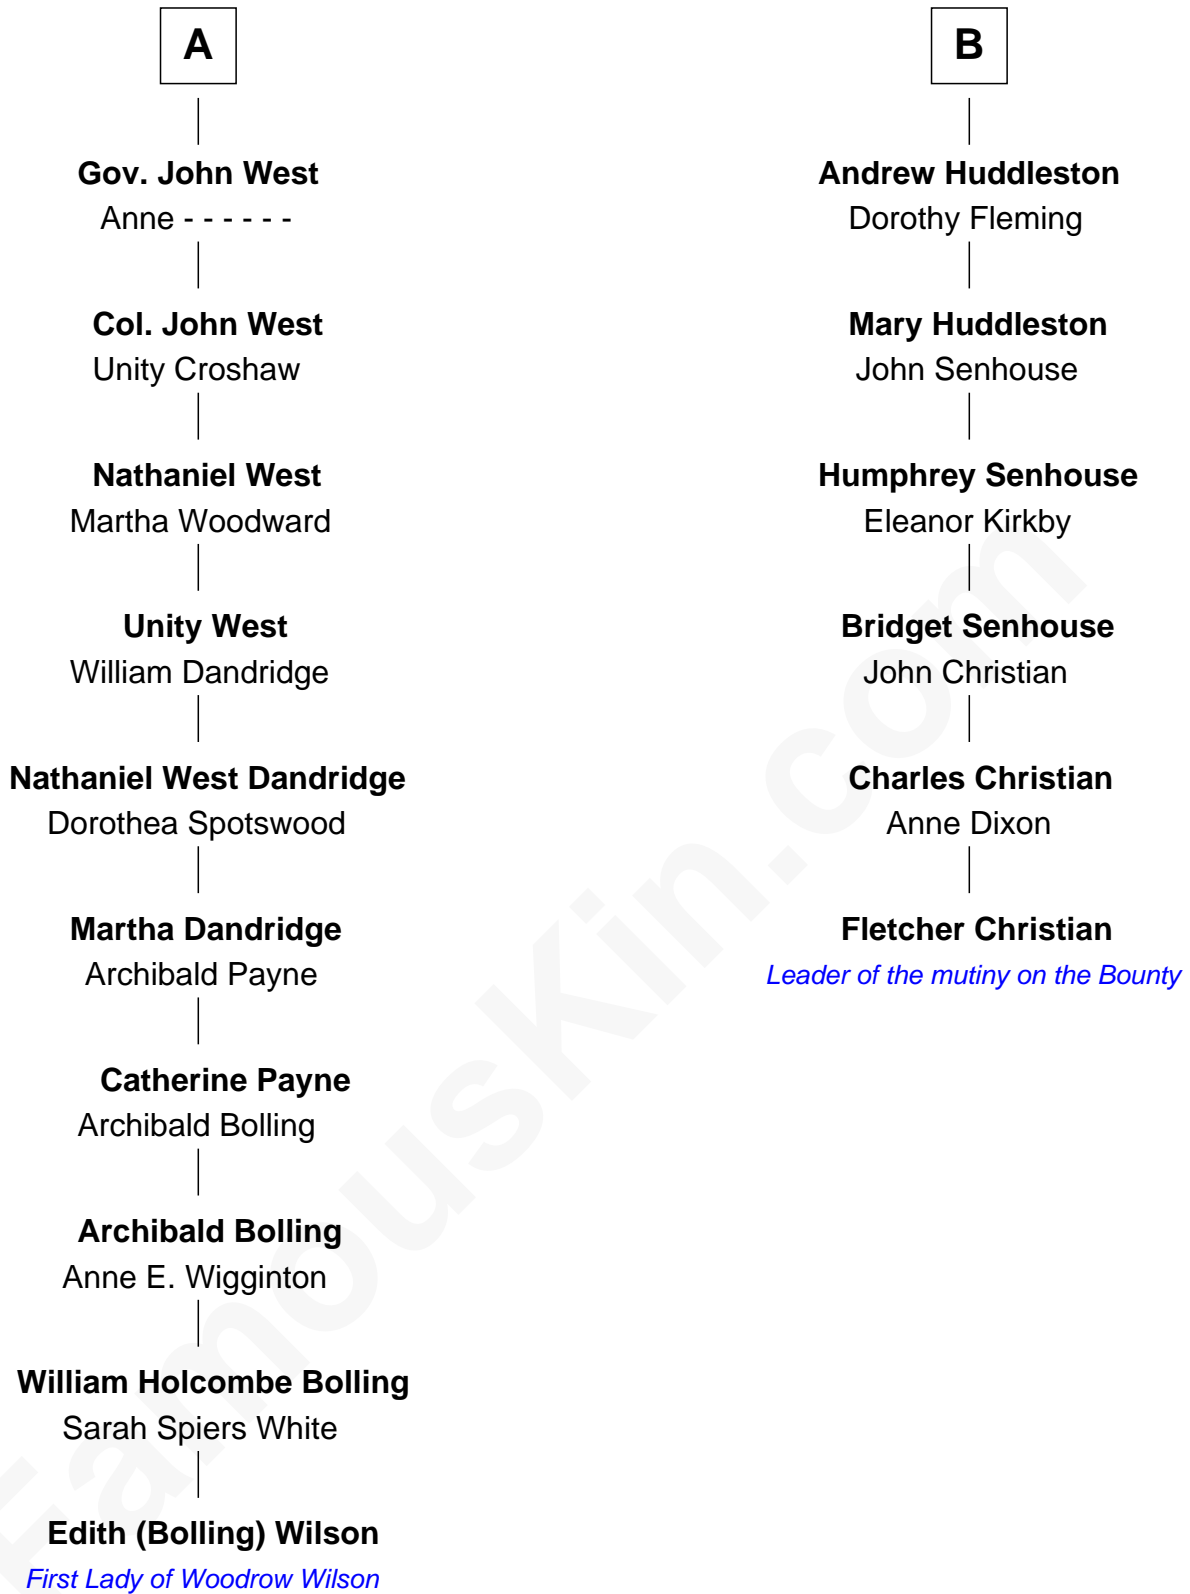 A
Gov. John West
Anne - - - - - -
Col. John West
Unity Croshaw
Nathaniel West
Martha Woodward
Unity West
William Dandridge
Nathaniel West Dandridge
Dorothea Spotswood
Martha Dandridge
Archibald Payne
Catherine Payne
Archibald Bolling
Archibald Bolling
Anne E. Wigginton
William Holcombe Bolling
Sarah Spiers White
Edith (Bolling) Wilson
First Lady of Woodrow Wilson
B
Andrew Huddleston
Dorothy Fleming
Mary Huddleston
John Senhouse
Humphrey Senhouse
Eleanor Kirkby
Bridget Senhouse
John Christian
Charles Christian
Anne Dixon
Fletcher Christian
Leader of the mutiny on the Bounty
FamousKin.com